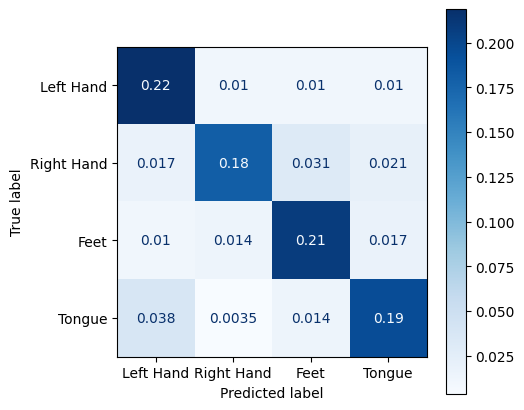 Left Hand 0.22 0.01 0.01 0.01
Right Hand 0.017 0.18 0.031 0.021
Feet 0.01 0.014 0.21 0.017
Tongue 0.038 0.0035 0.014 0.19
Left Hand Right Hand Feet Tongue
Predicted label
True label
0.200
0.175
0.150
0.125
0.100
0.075
0.050
0.025